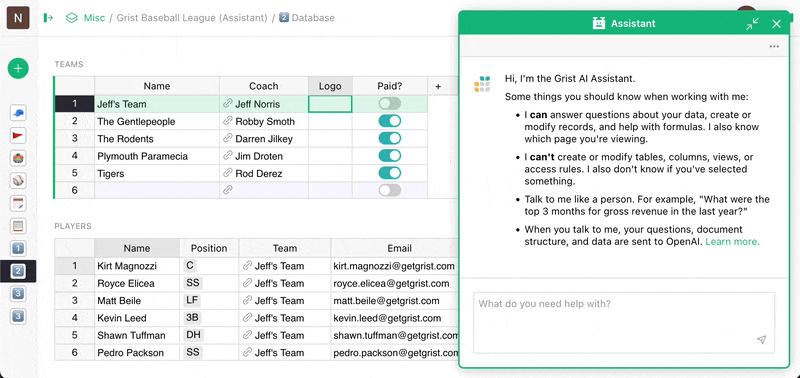 N
Misc / Grist Baseball League (Assistant) / 2 Database
TEAMS
Name Coach Logo Paid? +
1 Jeff's Team Jeff Norris
2 The Gentlepeople Robby Smoth
3 The Rodents Darren Jilkey
4 Plymouth Paramecia Jim Droten
5 Tigers Rod Derez
6
PLAYERS
Name Position Team Email
1 Kirt Magnozzi C Jeff's Team kirt.magnozzi@getgrist.com
2 Royce Elicea SS Jeff's Team royce.elicea@getgrist.com
3 Matt Beile LF Jeff's Team matt.beile@getgrist.com
4 Kevin Leed 3B Jeff's Team kevin.leed@getgrist.com
5 Shawn Tuffman DH Jeff's Team shawn.tuffman@getgrist.com
6 Pedro Packson SS Jeff's Team pedro.packson@getgrist.com
1
2
3
3
Assistant
Hi, I'm the Grist AI Assistant.
Some things you should know when working with me:
• I can answer questions about your data, create or
modify records, and help with formulas. I also know
which page you're viewing.
• I can't create or modify tables, columns, views, or
access rules. I also don't know if you've selected
something.
• Talk to me like a person. For example, "What were the
top 3 months for gross revenue in the last year?"
• When you talk to me, your questions, document
structure, and data are sent to OpenAI. Learn more.
What do you need help with?